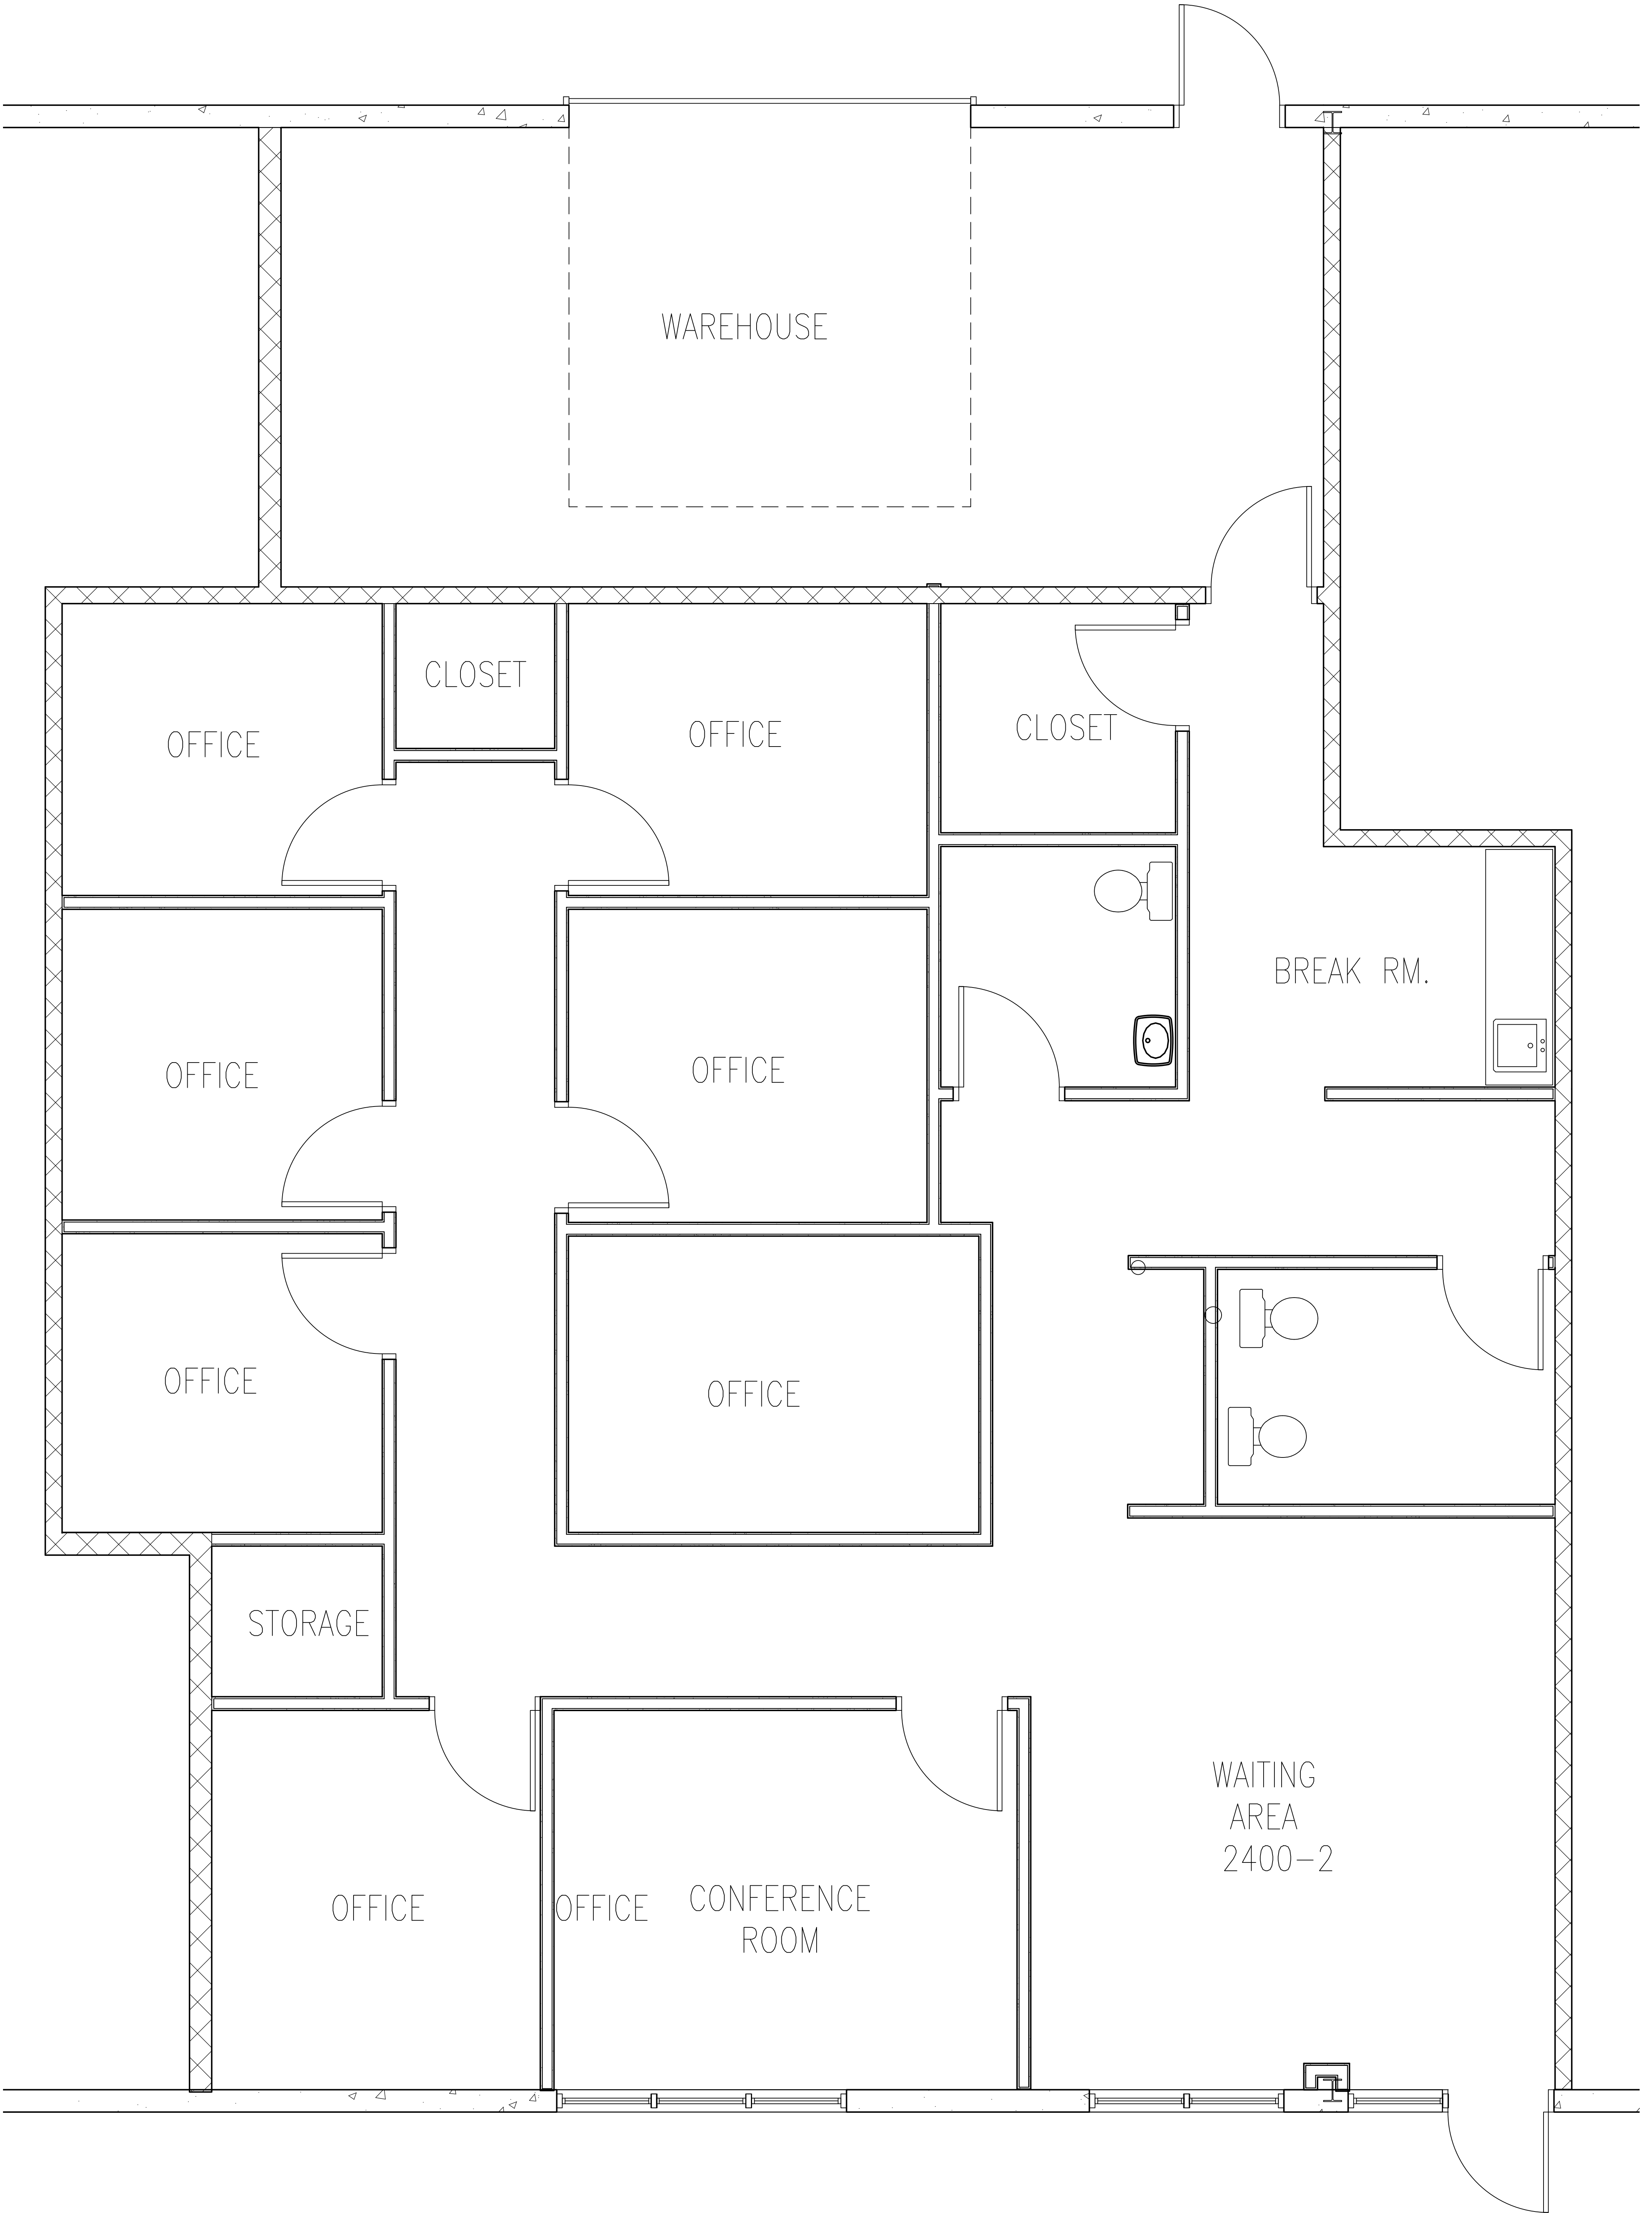 WAREHOUSE
CLOSET
OFFICE
OFFICE
CLOSET
BREAK RM.
OFFICE
OFFICE
OFFICE
OFFICE
STORAGE
WAITING
AREA
2400-2
OFFICE
OFFICE
CONFERENCE
ROOM